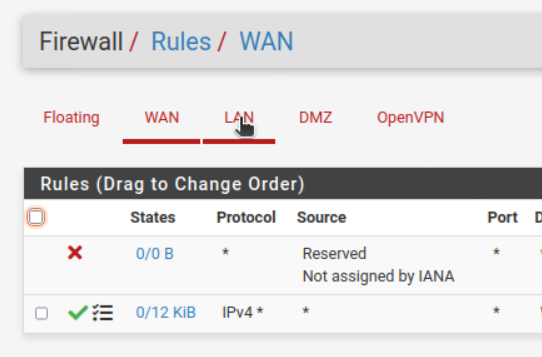 Firewall / Rules / WAN
Floating WAN LAN DMZ OpenVPN
Rules (Drag to Change Order)
States Protocol Source Port
0/0 B * Reserved *
Not assigned by IANA
0/12 KiB IPv4 * * *